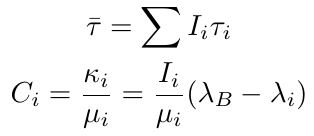 τ̄ = ∑ I_i τ_i
C_i = κ_i/μ_i = I_i/μ_i (λ_B − λ_i)